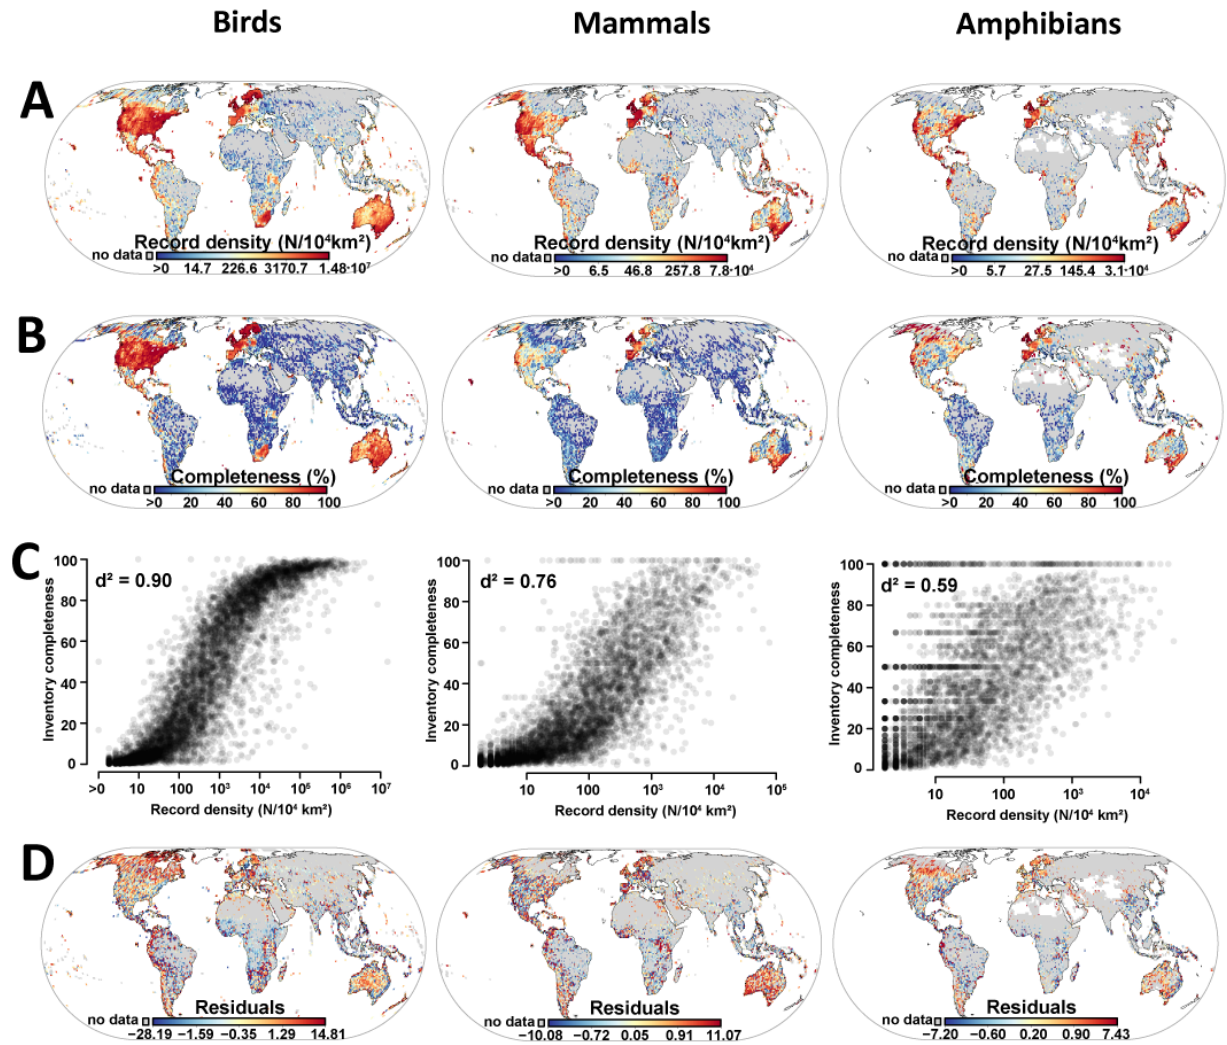 Birds Mammals Amphibians
A
Record density (N/10⁴km²) Record density (N/10⁴km²) Record density (N/10⁴km²)
no data >0 14.7 226.6 3170.7 1.48·10⁷ no data >0 6.5 46.8 257.8 7.8·10⁴ no data >0 5.7 27.5 145.4 3.1·10⁴
B
Completeness (%) Completeness (%) Completeness (%)
no data >0 20 40 60 80 100 no data >0 20 40 60 80 100 no data >0 20 40 60 80 100
C
Inventory completeness
100
80
60
40
20
0
d² = 0.90
>0 10 100 10³ 10⁴ 10⁵ 10⁶ 10⁷
Record density (N/10⁴ km²)
Inventory completeness
100
80
60
40
20
0
d² = 0.76
10 100 10³ 10⁴ 10⁵
Record density (N/10⁴ km²)
Inventory completeness
100
80
60
40
20
0
d² = 0.59
10 100 10³ 10⁴
Record density (N/10⁴ km²)
D
Residuals Residuals Residuals
no data −28.19 −1.59 −0.35 1.29 14.81 no data −10.08 −0.72 0.05 0.91 11.07 no data −7.20 −0.60 0.20 0.90 7.43